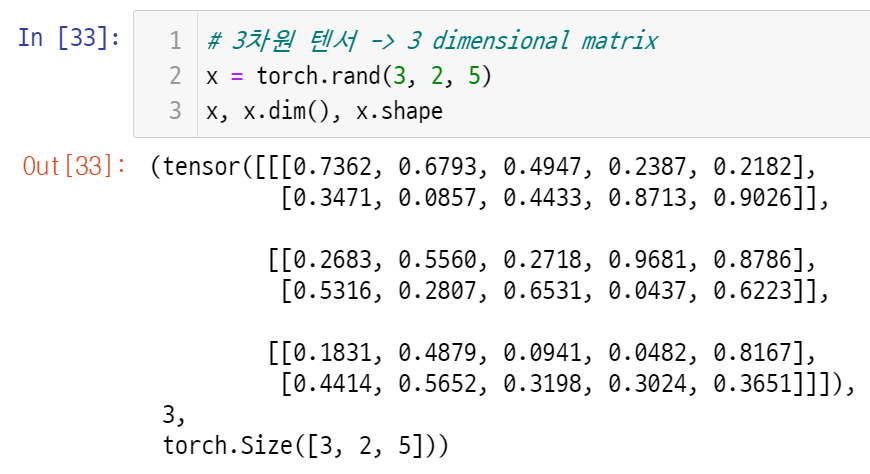 In [33]:
1 # 3차원 텐서 -> 3 dimensional matrix
2 x = torch.rand(3, 2, 5)
3 x, x.dim(), x.shape
Out[33]: (tensor([[[0.7362, 0.6793, 0.4947, 0.2387, 0.2182],
[0.3471, 0.0857, 0.4433, 0.8713, 0.9026]],
[[0.2683, 0.5560, 0.2718, 0.9681, 0.8786],
[0.5316, 0.2807, 0.6531, 0.0437, 0.6223]],
[[0.1831, 0.4879, 0.0941, 0.0482, 0.8167],
[0.4414, 0.5652, 0.3198, 0.3024, 0.3651]]]),
3,
torch.Size([3, 2, 5]))